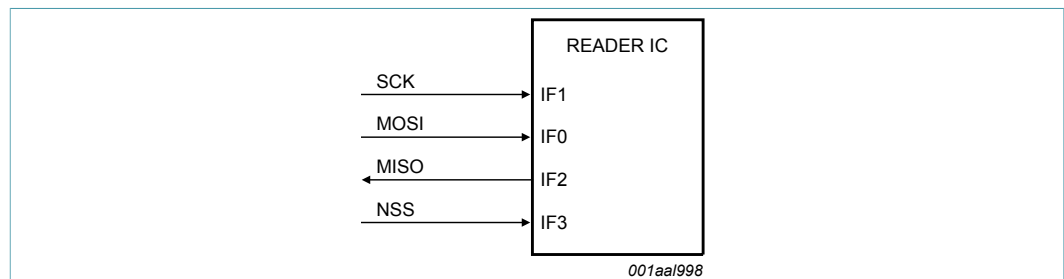 READER IC
SCK
IF1
MOSI
IF0
MISO
IF2
NSS
IF3
001aal998